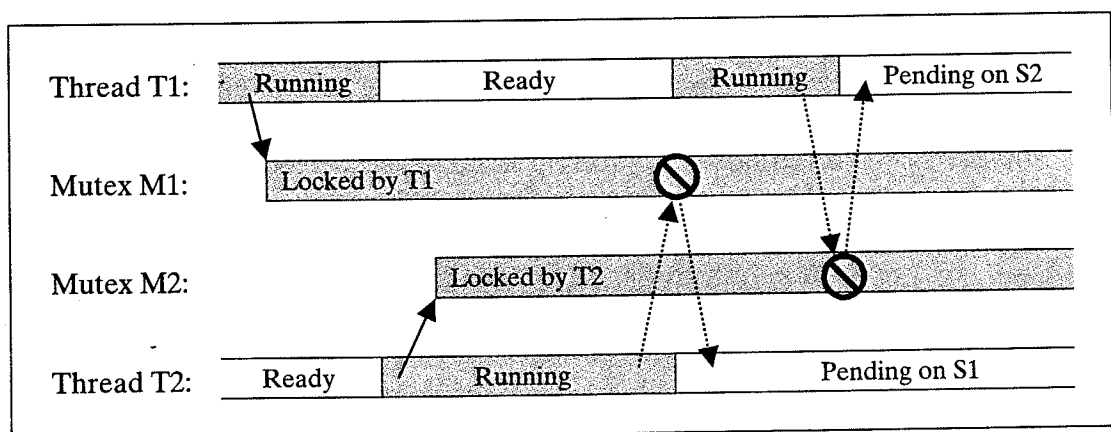 Thread T1: Running Ready Running Pending on S2
Mutex M1: Locked by T1
Mutex M2: Locked by T2
Thread T2: Ready Running Pending on S1